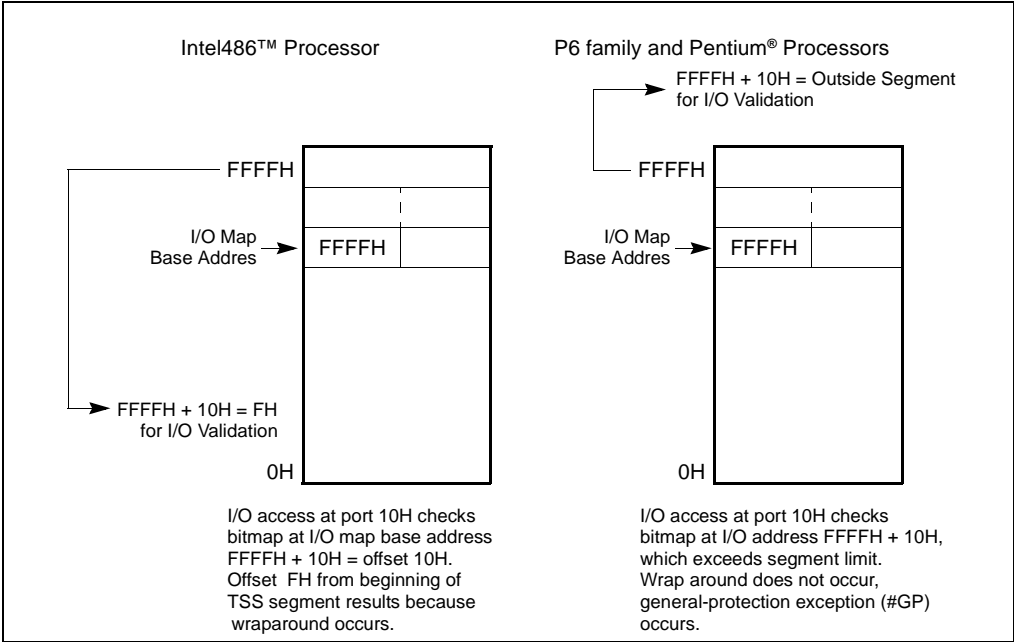 Intel486™ Processor
FFFFH
I/O Map
Base Addres
FFFFH
FFFFH + 10H = FH
for I/O Validation
0H
I/O access at port 10H checks
bitmap at I/O map base address
FFFFH + 10H = offset 10H.
Offset FH from beginning of
TSS segment results because
wraparound occurs.
P6 family and Pentium® Processors
FFFFH + 10H = Outside Segment
for I/O Validation
FFFFH
I/O Map
Base Addres
FFFFH
0H
I/O access at port 10H checks
bitmap at I/O address FFFFH + 10H,
which exceeds segment limit.
Wrap around does not occur,
general-protection exception (#GP)
occurs.